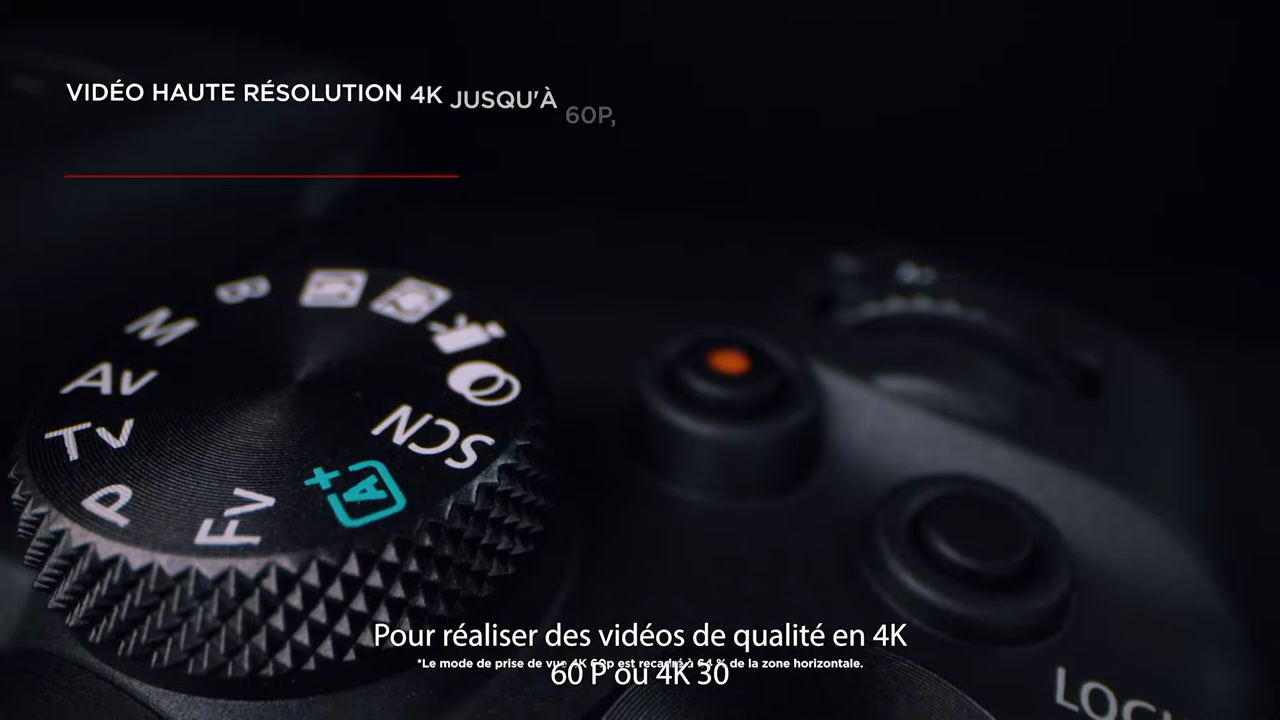 VIDÉO HAUTE RÉSOLUTION 4K JUSQU'À 60P,
B
M
Av
Tv
P
Fv
A+
SCN
Pour réaliser des vidéos de qualité en 4K
*Le mode de prise de vue 4K 60p est recadré à 64 % de la zone horizontale.
60 P ou 4K 30